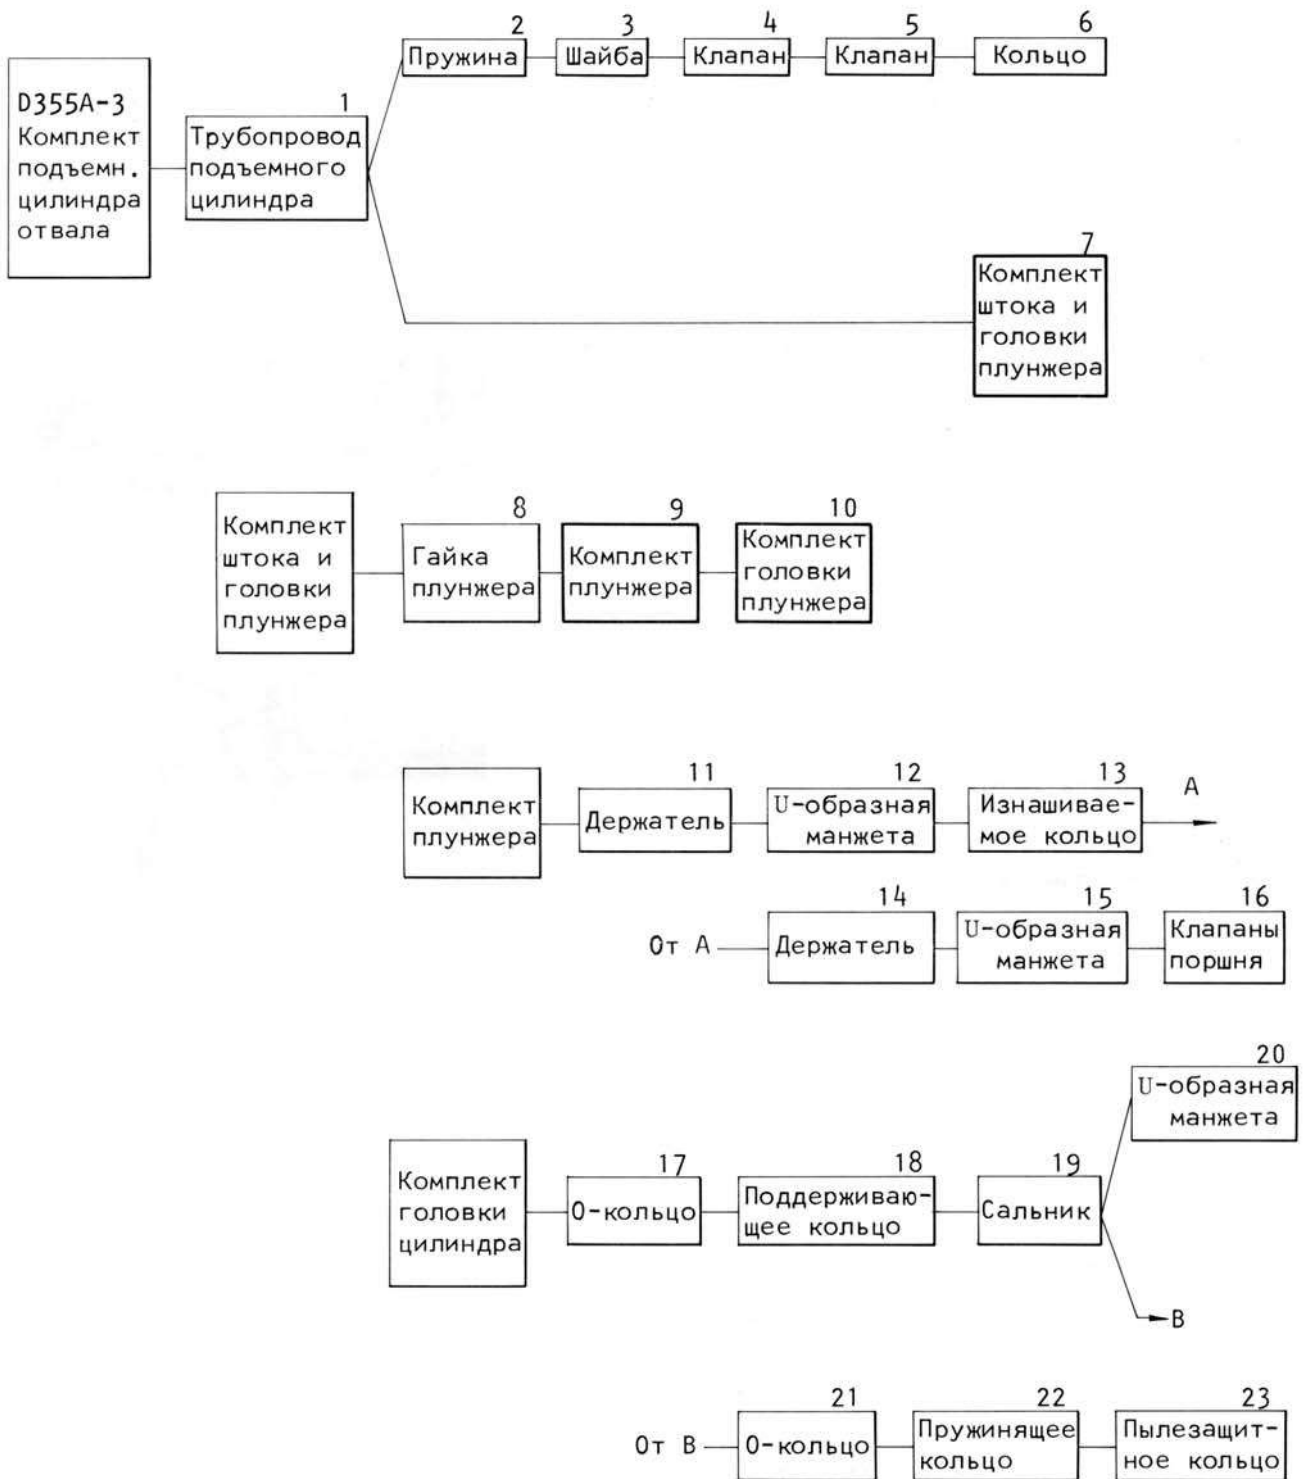 2
3
4
5
6
Пружина
Шайба
Клапан
Клапан
Кольцо
D355A-3
Комплект
подъемн.
цилиндра
отвала
1
Трубопровод
подъемного
цилиндра
7
Комплект
штока и
головки
плунжера
Комплект
штока и
головки
плунжера
8
Гайка
плунжера
9
Комплект
плунжера
10
Комплект
головки
плунжера
Комплект
плунжера
11
Держатель
12
U-образная
манжета
13
Изнашивае-
мое кольцо
A
От A
14
Держатель
15
U-образная
манжета
16
Клапаны
поршня
Комплект
головки
цилиндра
17
О-кольцо
18
Поддерживаю-
щее кольцо
19
Сальник
20
U-образная
манжета
B
От B
21
О-кольцо
22
Пружинящее
кольцо
23
Пылезащит-
ное кольцо